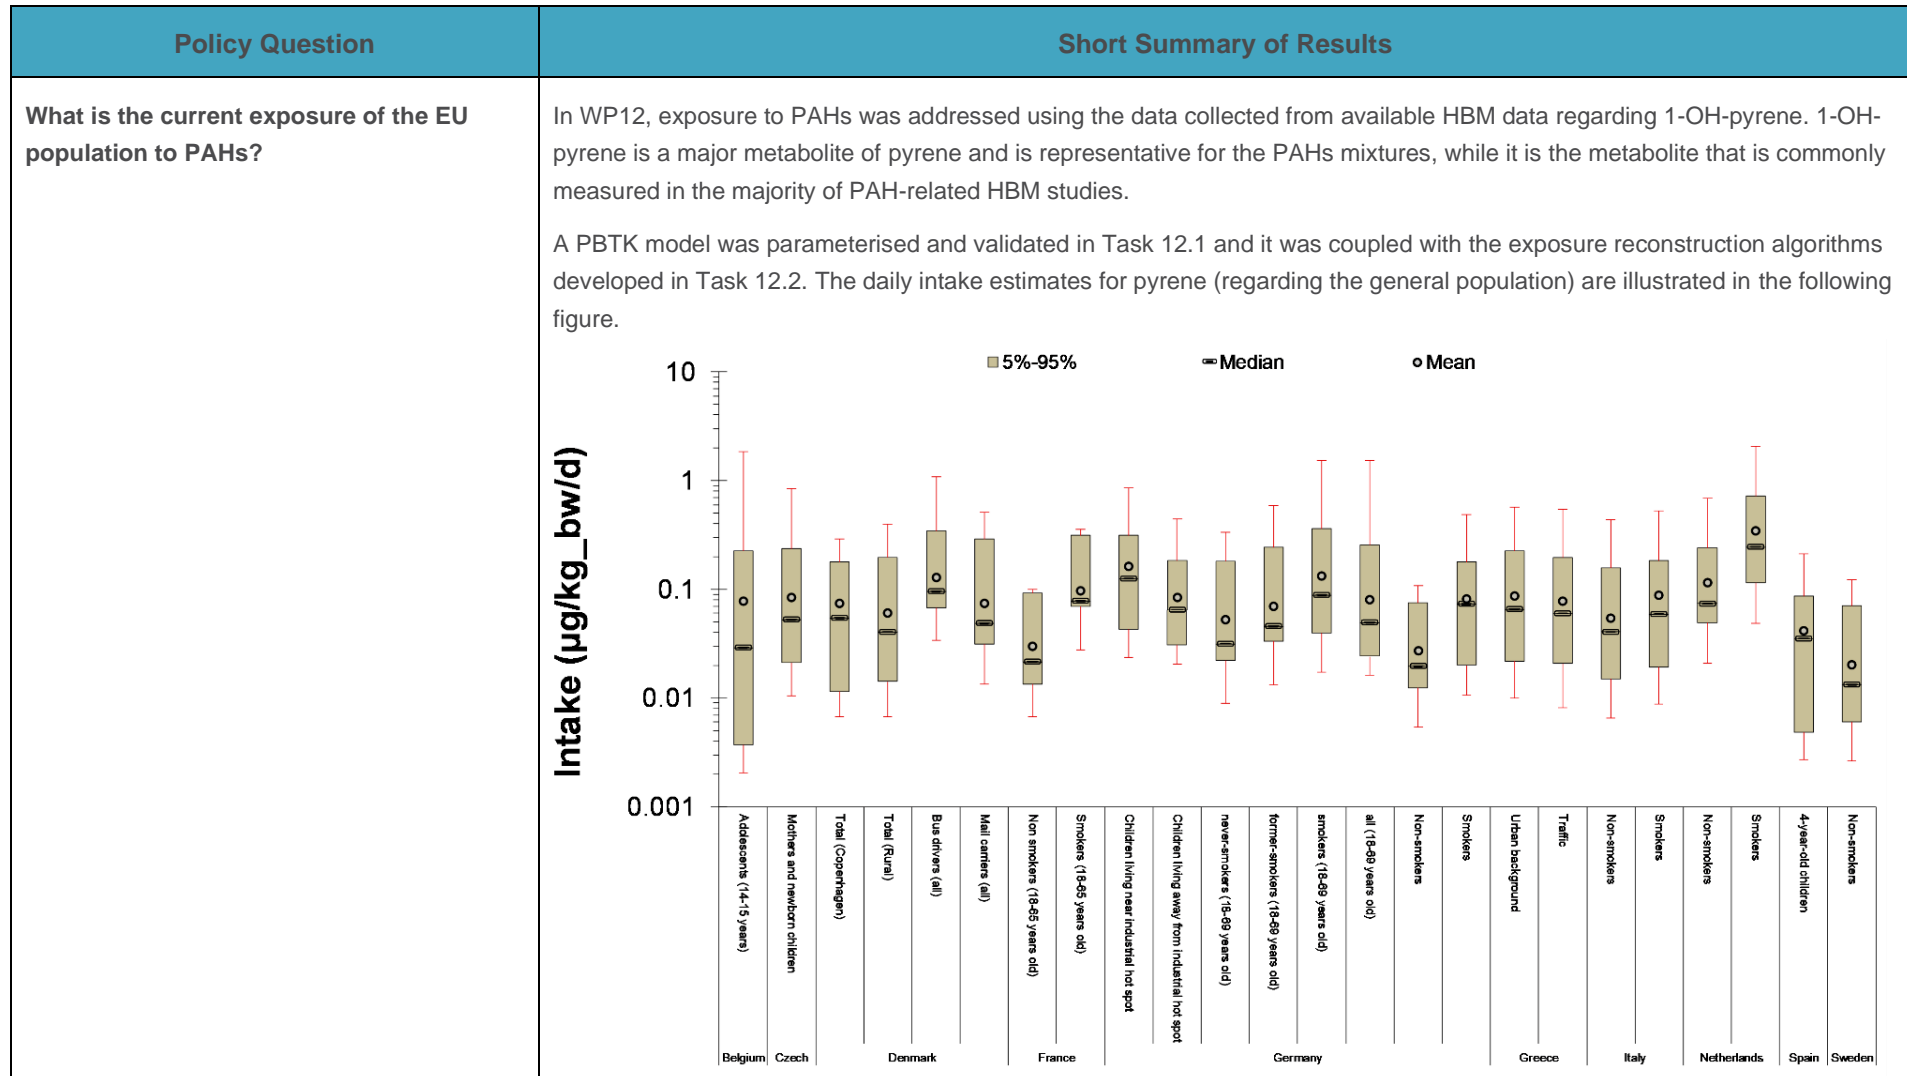 Policy Question
Short Summary of Results
What is the current exposure of the EU
population to PAHs?
In WP12, exposure to PAHs was addressed using the data collected from available HBM data regarding 1-OH-pyrene. 1-OH-
pyrene is a major metabolite of pyrene and is representative for the PAHs mixtures, while it is the metabolite that is commonly
measured in the majority of PAH-related HBM studies.
A PBTK model was parameterised and validated in Task 12.1 and it was coupled with the exposure reconstruction algorithms
developed in Task 12.2. The daily intake estimates for pyrene (regarding the general population) are illustrated in the following
figure.
5%-95% Median Mean
Intake (µg/kg_bw/d)
10
1
0.1
0.01
0.001
Adolescents (14-15 years)
Mothers and newborn children
Total (Copenhagen)
Total (Rural)
Bus drivers (all)
Mail carriers (all)
Non smokers (18-65 years old)
Smokers (18-65 years old)
Children living near industrial hot spot
Children living away from industrial hot spot
never-smokers (18-69 years old)
former-smokers (18-69 years old)
smokers (18-69 years old)
all (18-69 years old)
Non-smokers
Smokers
Urban background
Traffic
Non-smokers
Smokers
Non-smokers
Smokers
4-year-old children
Non-smokers
Belgium Czech Denmark France Germany Greece Italy Netherlands Spain Sweden